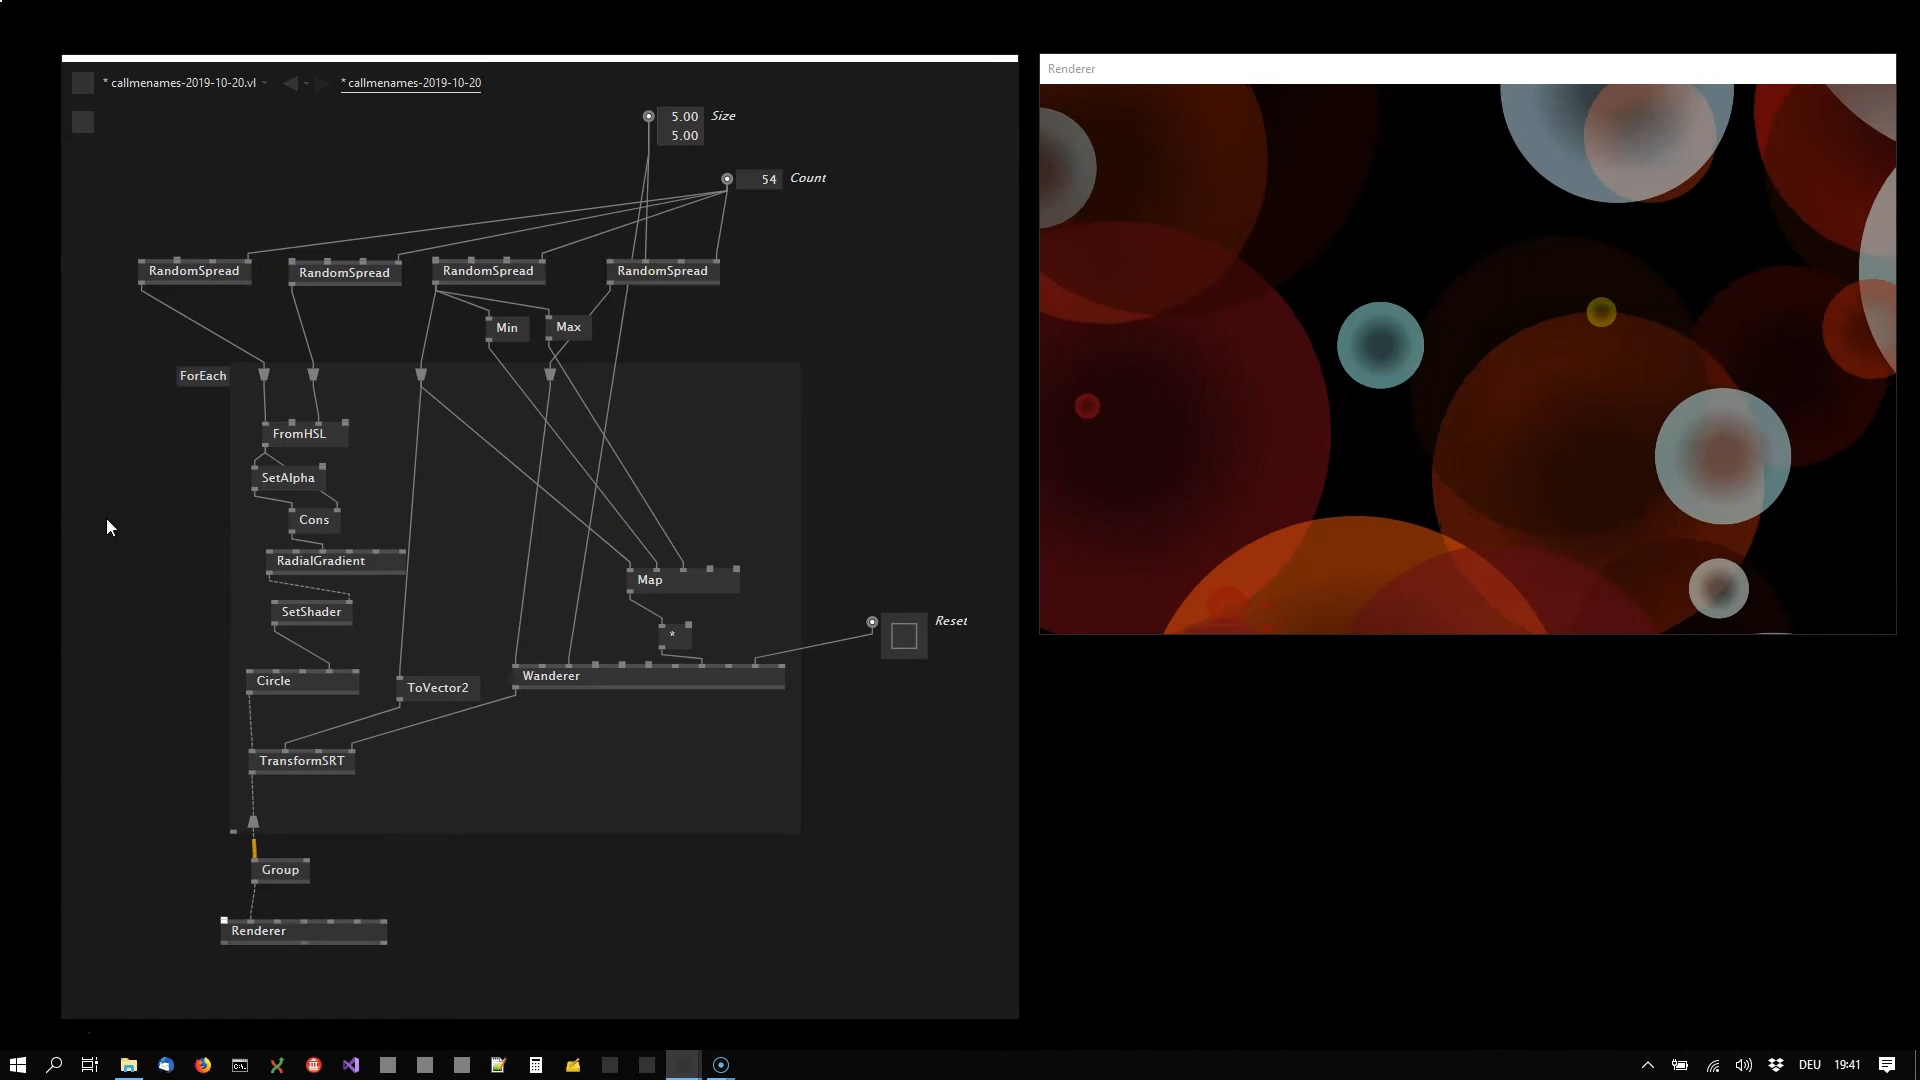 * callmenames-2019-10-20.vl
* callmenames-2019-10-20
Renderer
5.00
5.00
Size
54
Count
RandomSpread
RandomSpread
RandomSpread
RandomSpread
Min
Max
ForEach
FromHSL
SetAlpha
Cons
RadialGradient
Map
SetShader
*
Reset
Circle
ToVector2
Wanderer
TransformSRT
Group
Renderer
DEU
19:41